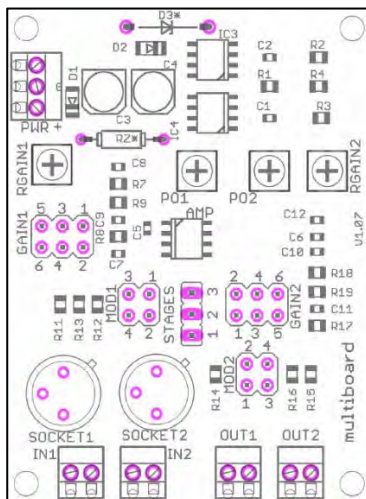 D3*
D2
IC3
C2
R2
D1
C4
R1
R4
C3
C1
R3
PWR +
RZ*
IC4
RGAIN1
C8
RGAIN2
R7
PO1
PO2
R9
AMP
GAIN1
5 3 1
R8
C9
C5
C12
C6
V1.07
6 4 2
C7
C10
R18
MOD1
3 1
STAGES
3
2 4 6
GAIN2
R19
C11
R11
R13
R12
4 2
2
1
1 3 5
R17
MOD2
2 4
R14
R16
R15
1 3
multiboard
SOCKET1
SOCKET2
OUT1
OUT2
IN1
IN2